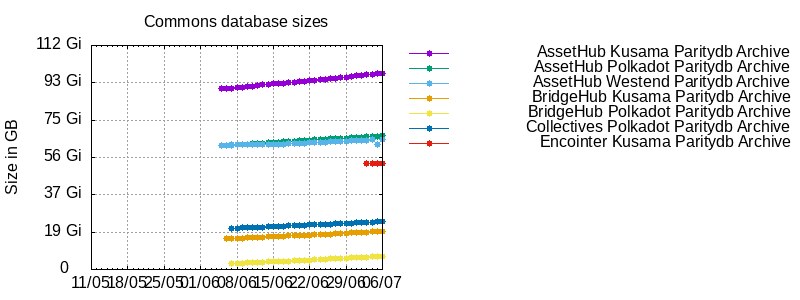 Commons database sizes
112 Gi
93 Gi
75 Gi
56 Gi
37 Gi
19 Gi
0
Size in GB
11/05 18/05 25/05 01/06 08/06 15/06 22/06 29/06 06/07
AssetHub Kusama Paritydb Archive
AssetHub Polkadot Paritydb Archive
AssetHub Westend Paritydb Archive
BridgeHub Kusama Paritydb Archive
BridgeHub Polkadot Paritydb Archive
Collectives Polkadot Paritydb Archive
Encointer Kusama Paritydb Archive